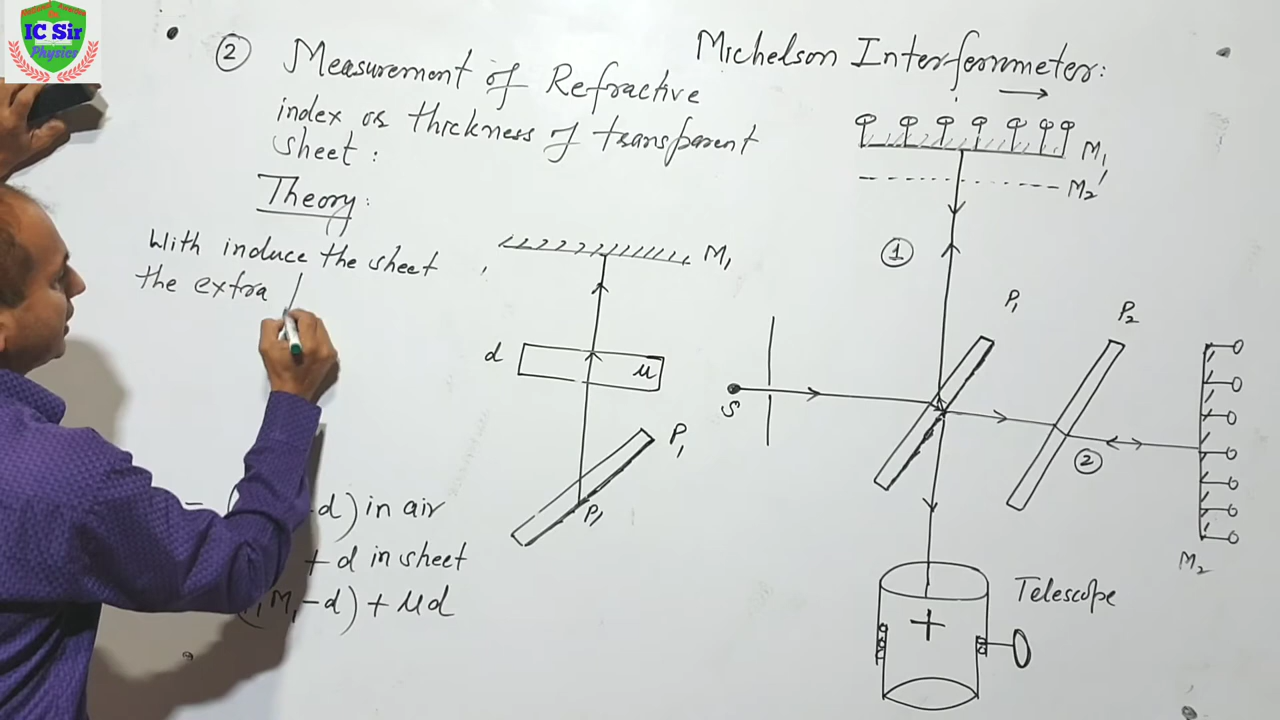 IC Sir
Physics
② Measurement of Refractive
index or thickness of transparent
sheet :
Theory :
With induce the sheet ,
the extra
= d) in air
+ d in sheet
M₁ - d) + μd
M₁
d
μ
P₁
P₁
Michelson Interferometer :
M₁
M₂'
①
P₁
P₂
S
②
M₂
Telescope